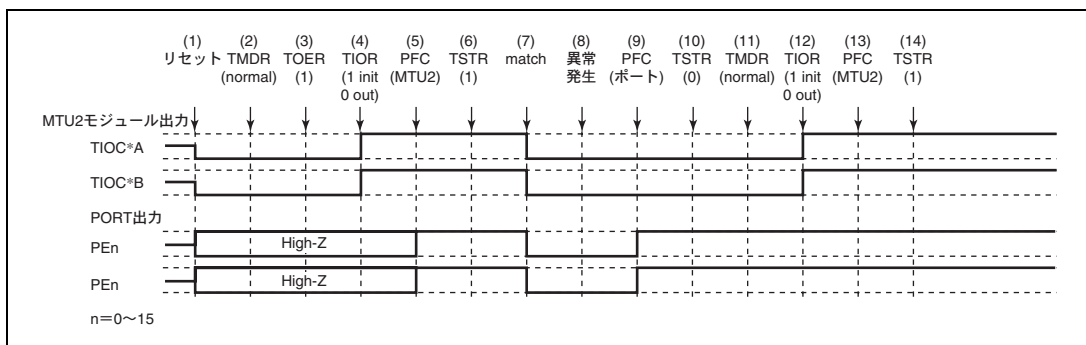 (1) (2) (3) (4) (5) (6) (7) (8) (9) (10) (11) (12) (13) (14)
リセット TMDR TOER TIOR PFC TSTR match 異常 PFC TSTR TMDR TIOR PFC TSTR
(normal) (1) (1 init (MTU2) (1) 発生 (ポート) (0) (normal) (1 init (MTU2) (1)
0 out) 0 out)
MTU2モジュール出力
TIOC*A
TIOC*B
PORT出力
PEn High-Z
PEn High-Z
n=0〜15